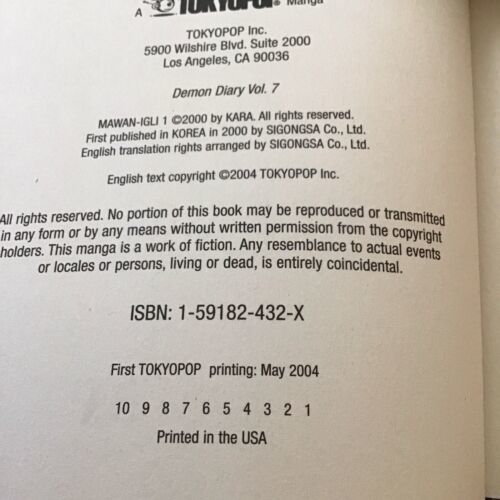 A TOKYOPOP® Manga
TOKYOPOP Inc.
5900 Wilshire Blvd. Suite 2000
Los Angeles, CA 90036
Demon Diary Vol. 7
MAWAN-IGLI 1 ©2000 by KARA. All rights reserved.
First published in KOREA in 2000 by SIGONGSA Co., Ltd.
English translation rights arranged by SIGONGSA Co., Ltd.
English text copyright ©2004 TOKYOPOP Inc.
All rights reserved. No portion of this book may be reproduced or transmitted
in any form or by any means without written permission from the copyright
holders. This manga is a work of fiction. Any resemblance to actual events
or locales or persons, living or dead, is entirely coincidental.
ISBN: 1-59182-432-X
First TOKYOPOP printing: May 2004
10 9 8 7 6 5 4 3 2 1
Printed in the USA